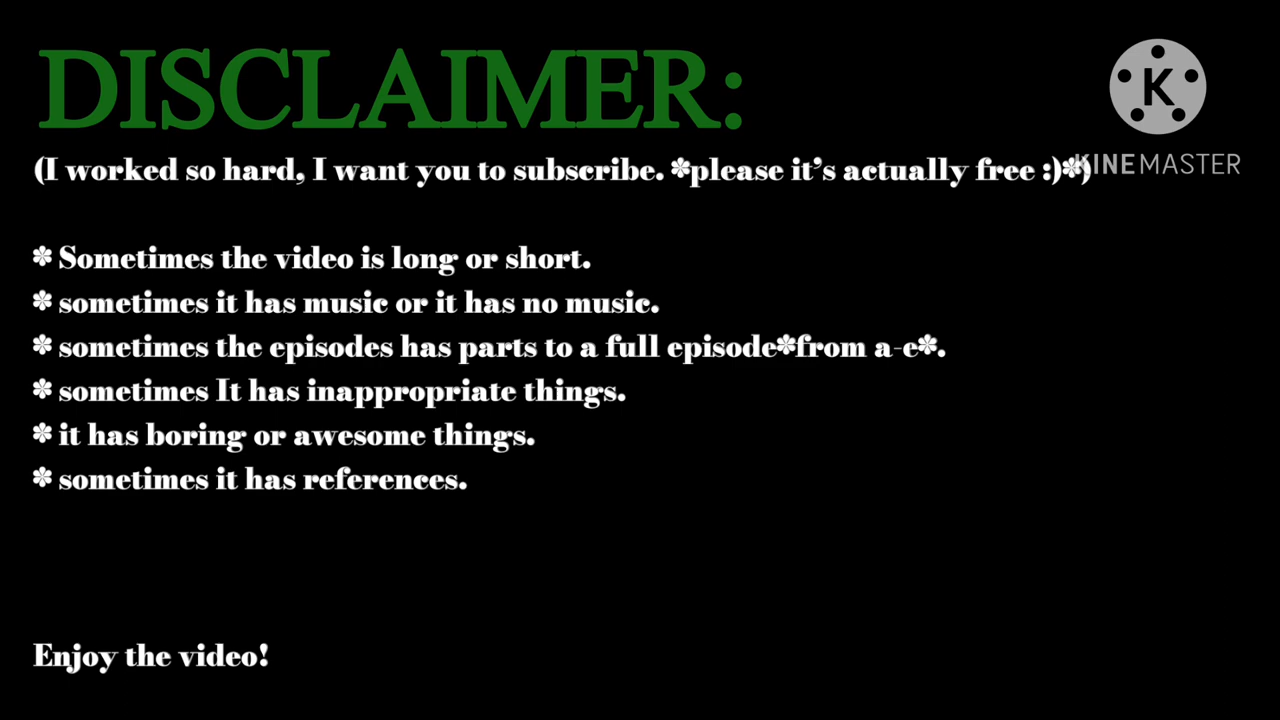 DISCLAIMER:
(I worked so hard, I want you to subscribe. *please it’s actually free :)*)
K
KINEMASTER
* Sometimes the video is long or short.
* sometimes it has music or it has no music.
* sometimes the episodes has parts to a full episode*from a-e*.
* sometimes It has inappropriate things.
* it has boring or awesome things.
* sometimes it has references.
Enjoy the video!